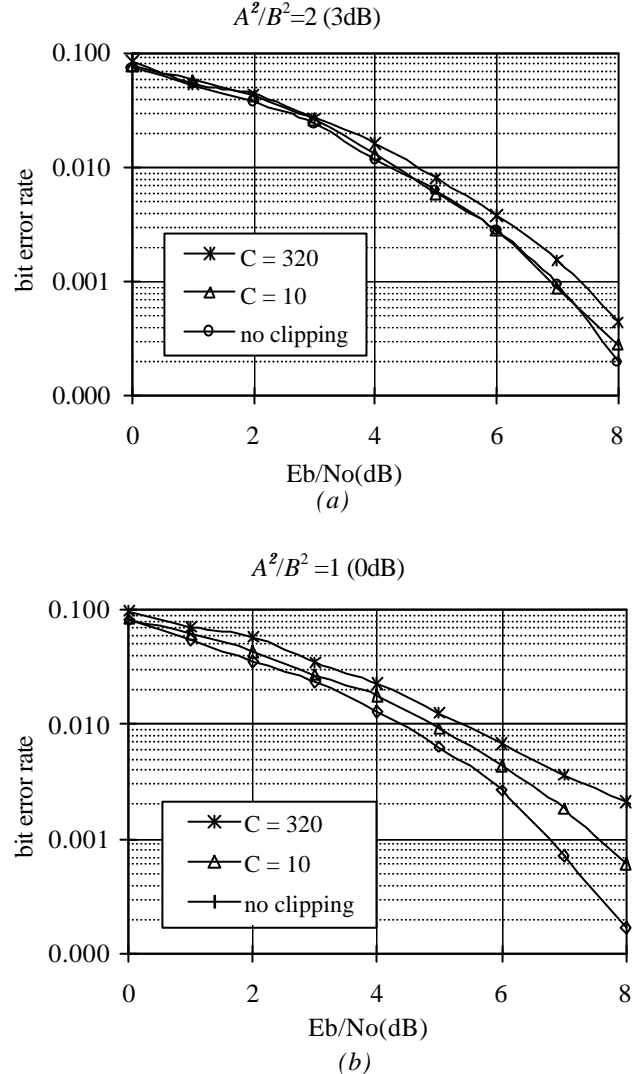 A²/B²=2 (3dB)
0.100
0.010
0.001
0.000
bit error rate
C = 320
C = 10
no clipping
0 2 4 6 8
Eb/No(dB)
(a)
A²/B² =1 (0dB)
0.100
0.010
0.001
0.000
bit error rate
C = 320
C = 10
no clipping
0 2 4 6 8
Eb/No(dB)
(b)